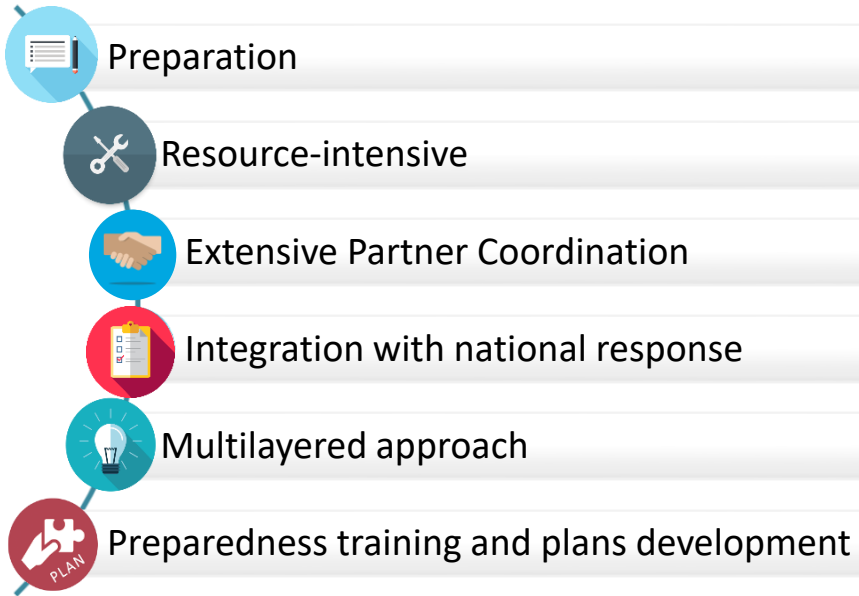 Preparation
Resource-intensive
Extensive Partner Coordination
Integration with national response
Multilayered approach
Preparedness training and plans development
PLAN